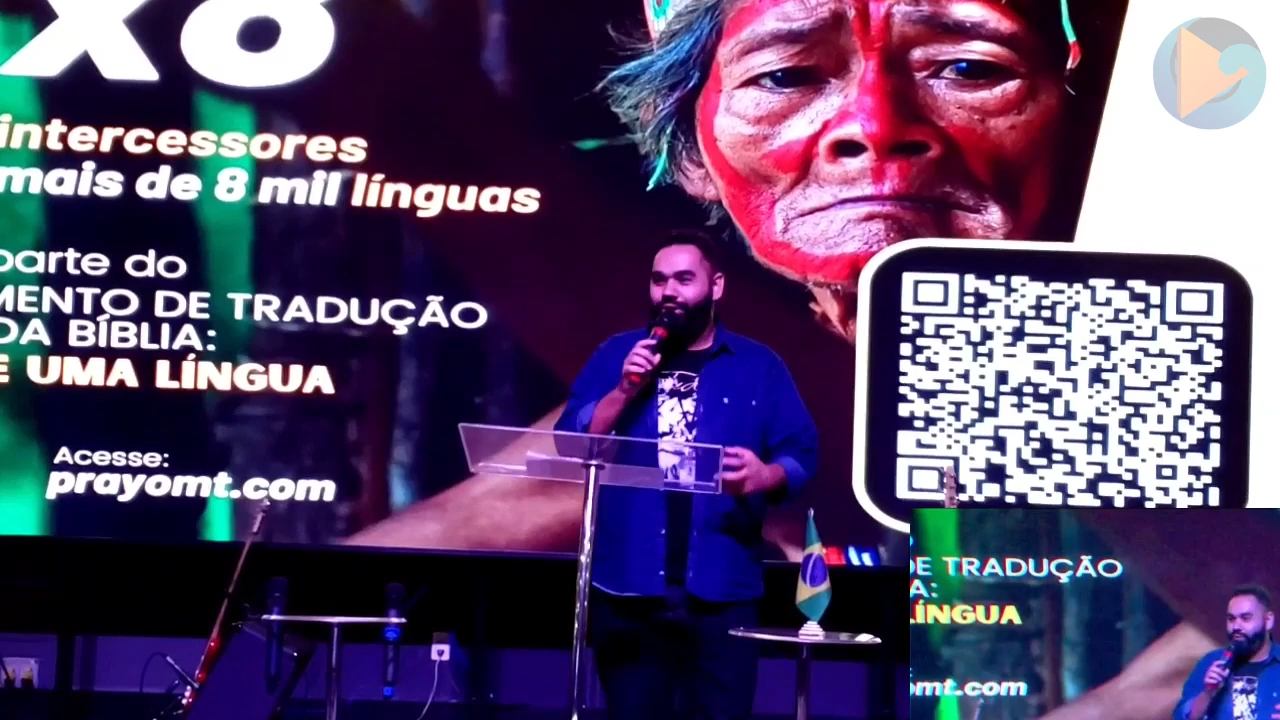 xo
intercessores
mais de 8 mil línguas
parte do
MENTO DE TRADUÇÃO
DA BÍBLIA:
E UMA LÍNGUA
Acesse:
prayomt.com
DE TRADUÇÃO
A:
LÍNGUA
omt.com